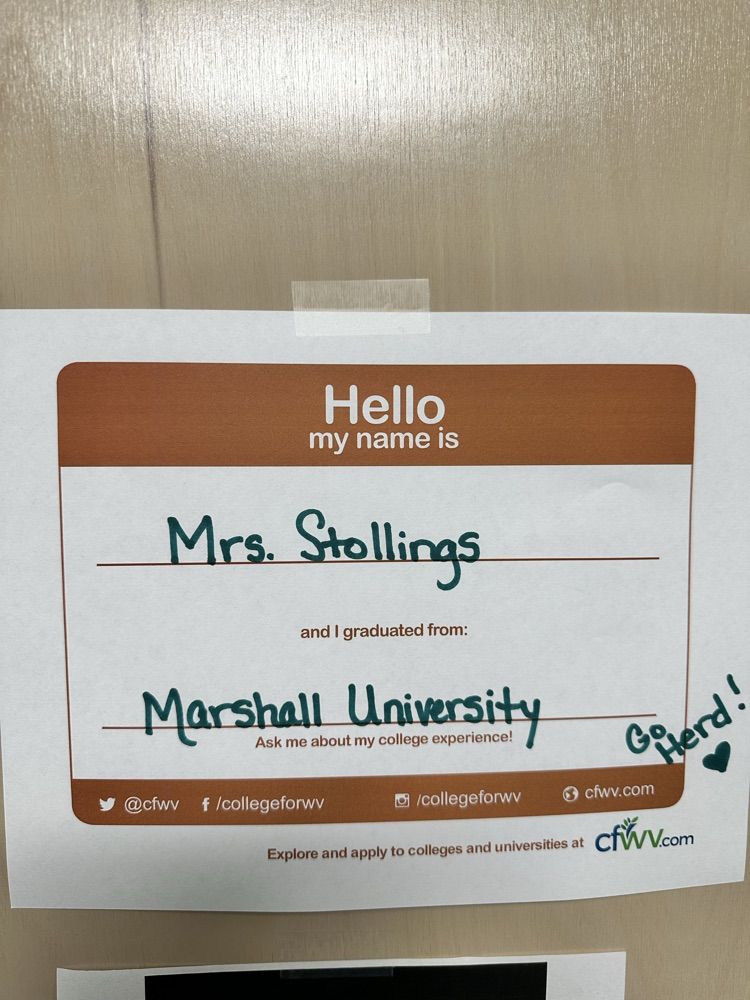 Hello
my name is
Mrs. Stollings
and I graduated from:
Marshall University
Ask me about my college experience!
Go Herd!
@cfwv /collegeforwv /collegeforwv cfwv.com
Explore and apply to colleges and universities at cfwv.com